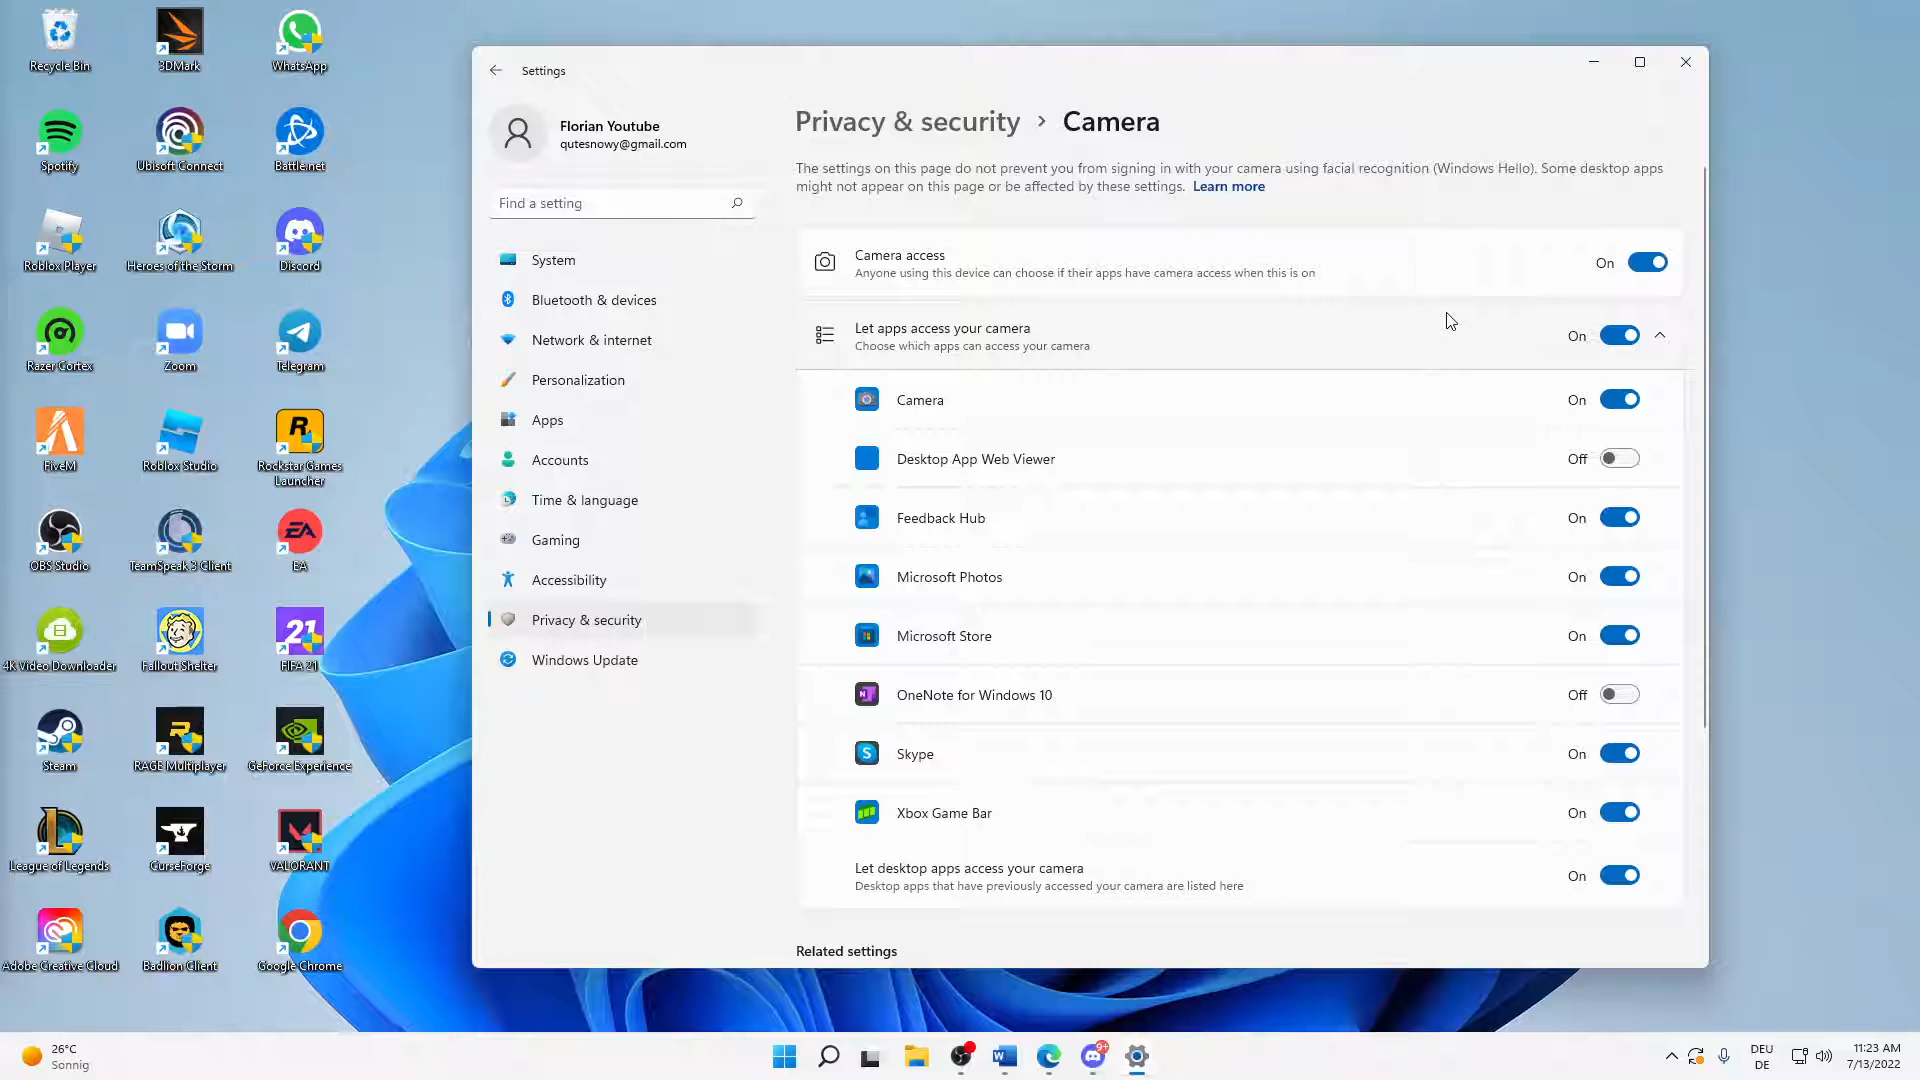 Recycle Bin
3DMark
WhatsApp
Spotify
Ubisoft Connect
Battle.net
Roblox Player
Heroes of the Storm
Discord
Razer Cortex
Zoom
Telegram
FiveM
Roblox Studio
Rockstar Games
Launcher
OBS Studio
TeamSpeak 3 Client
EA
4K Video Downloader
Fallout Shelter
FIFA 21
Steam
RAGE Multiplayer
GeForce Experience
League of Legends
CurseForge
VALORANT
Adobe Creative Cloud
Badlion Client
Google Chrome
Settings
Florian Youtube
qutesnowy@gmail.com
Find a setting
System
Bluetooth & devices
Network & internet
Personalization
Apps
Accounts
Time & language
Gaming
Accessibility
Privacy & security
Windows Update
Privacy & security › Camera
The settings on this page do not prevent you from signing in with your camera using facial recognition (Windows Hello). Some desktop apps
might not appear on this page or be affected by these settings. Learn more
Camera access
Anyone using this device can choose if their apps have camera access when this is on
On
Let apps access your camera
Choose which apps can access your camera
On
Camera On
Desktop App Web Viewer Off
Feedback Hub On
Microsoft Photos On
Microsoft Store On
OneNote for Windows 10 Off
Skype On
Xbox Game Bar On
Let desktop apps access your camera
Desktop apps that have previously accessed your camera are listed here
On
Related settings
26°C
Sonnig
9+
DEU
DE
11:23 AM
7/13/2022